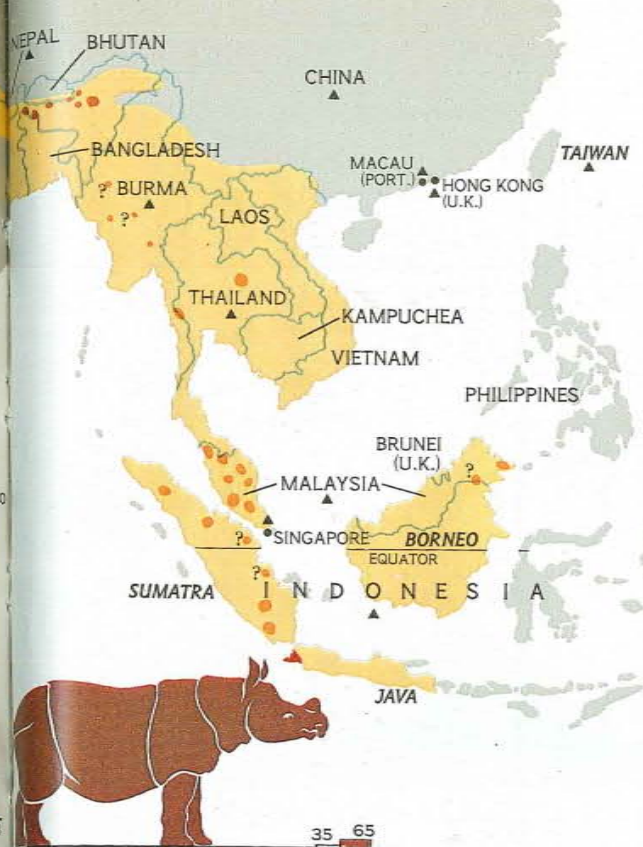 NEPAL
BHUTAN
CHINA
BANGLADESH
MACAU
(PORT.)
TAIWAN
HONG KONG
(U.K.)
?
BURMA
?
LAOS
THAILAND
KAMPUCHEA
VIETNAM
PHILIPPINES
BRUNEI
(U.K.)
?
MALAYSIA
?
SINGAPORE
BORNEO
EQUATOR
?
SUMATRA
INDONESIA
JAVA
35 65